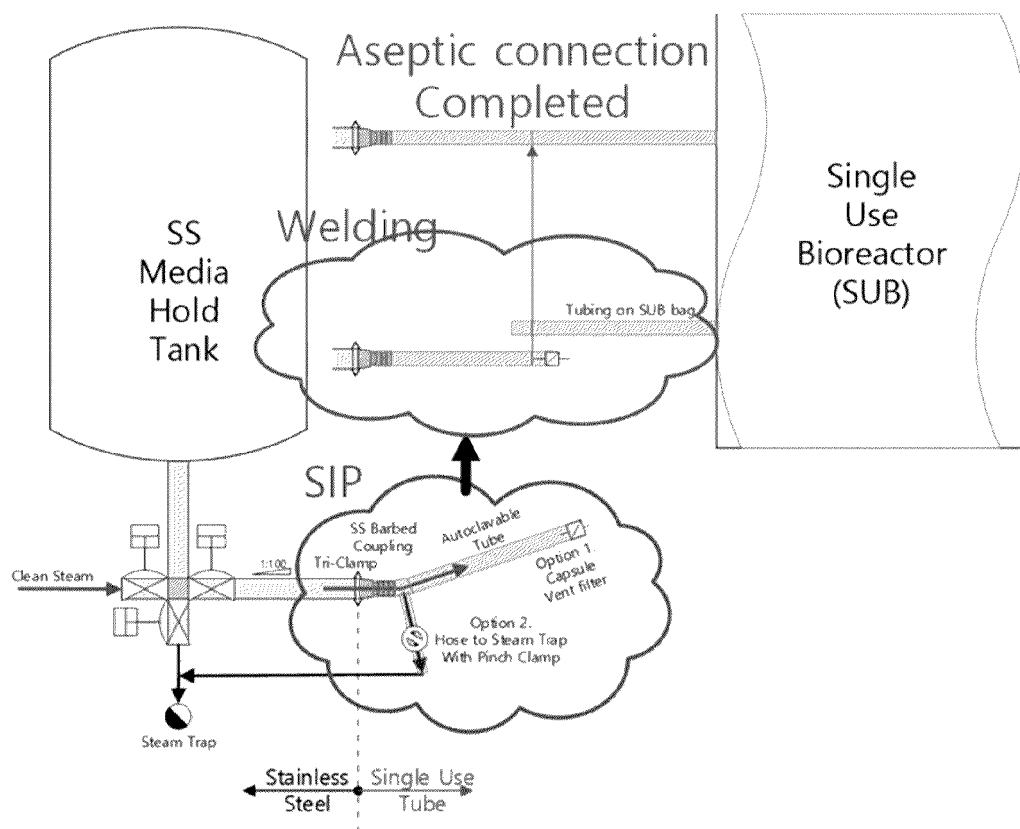 Aseptic connection
Completed
Single
Use
Bioreactor
(SUB)
SS
Media
Hold
Tank
Welding
Tubing on SUB bag
SIP
SS Barbed
Coupling
Tri-Clamp
Autoclavable
Tube
Option 1.
Capsule
Vent filter
1:100
Clean Steam
Option 2.
Hose to Steam Trap
With Pinch Clamp
Steam Trap
Stainless
Steel
Single Use
Tube